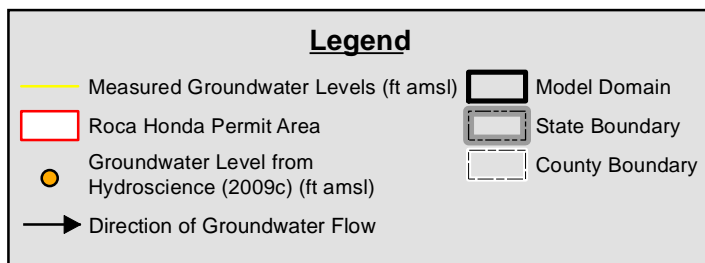 Legend
Measured Groundwater Levels (ft amsl)
Roca Honda Permit Area
Groundwater Level from
Hydroscience (2009c) (ft amsl)
Direction of Groundwater Flow
Model Domain
State Boundary
County Boundary